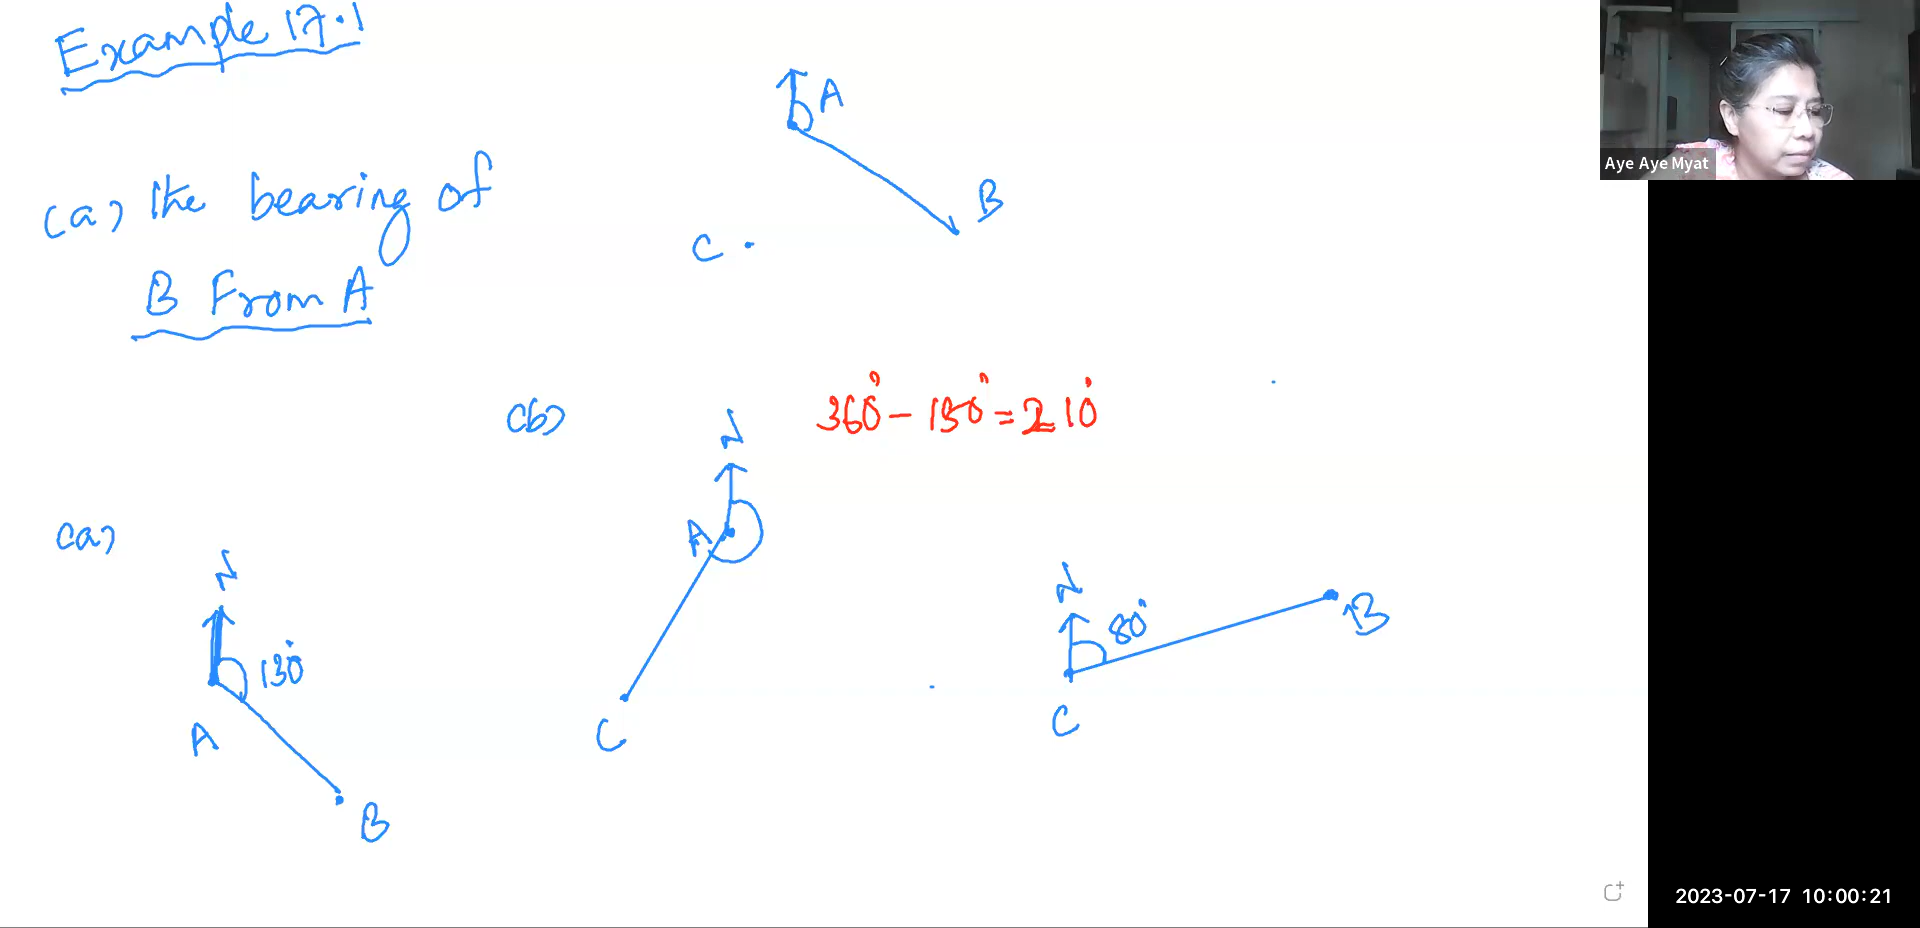 Example 17.1
A
(a) the bearing of
B
C
B From A
(b)
360° - 150° = 210°
N
A
C
(a)
N
130°
A
B
N
80°
B
C
Aye Aye Myat
2023-07-17 10:00:21